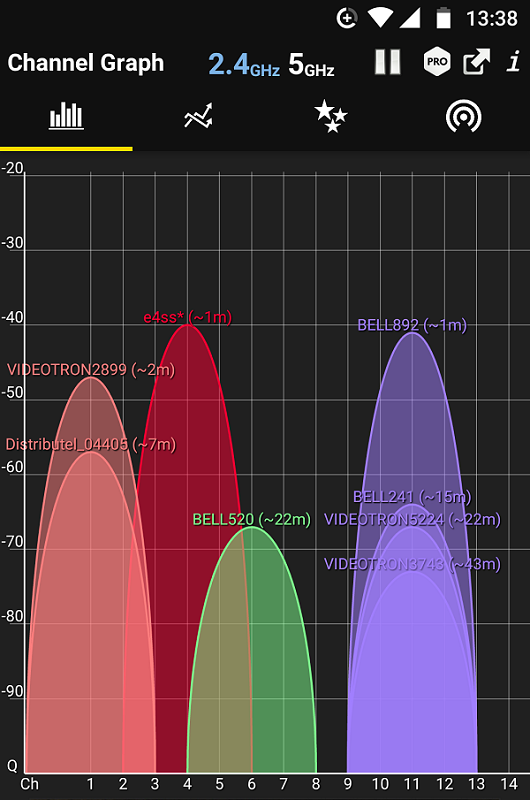 13:38
Channel Graph 2.4GHz 5GHz PRO i
-20
-30
-40
e4ss* (~1m)
BELL892 (~1m)
VIDEOTRON2899 (~2m)
-50
Distributel_04405 (~7m)
-60
BELL241 (~15m)
BELL520 (~22m)
VIDEOTRON5224 (~22m)
-70
VIDEOTRON3743 (~43m)
-80
-90
Q
Ch 1 2 3 4 5 6 7 8 9 10 11 12 13 14